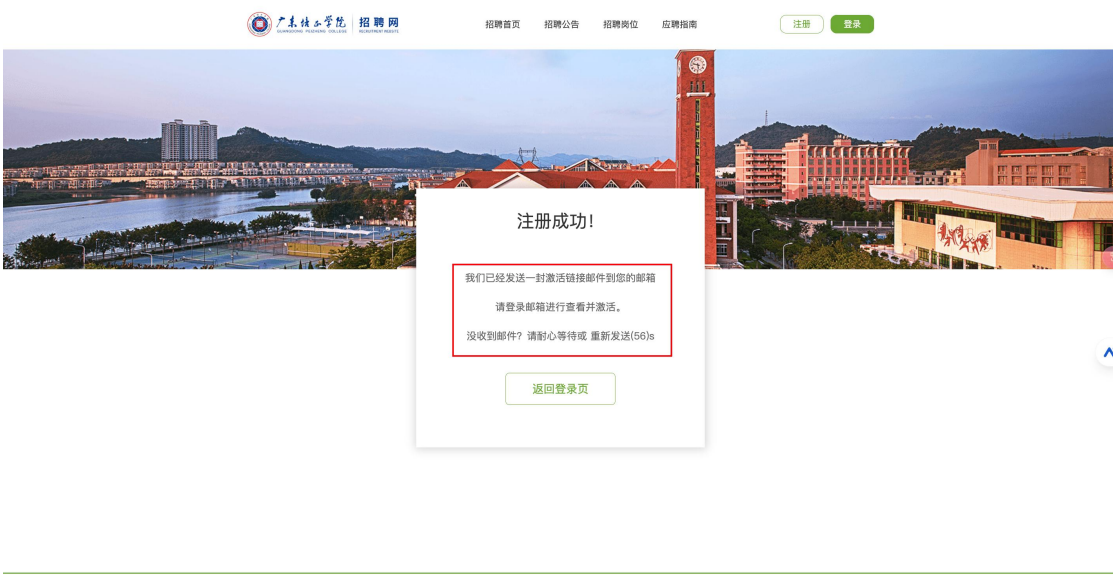 广东培正学院 招聘网
GUANGDONG PEIZHENG COLLEGE RECRUITMENT WEBSITE
招聘首页 招聘公告 招聘岗位 应聘指南 注册 登录
注册成功!
我们已经发送一封激活链接邮件到您的邮箱
请登录邮箱进行查看并激活。
没收到邮件?请耐心等待或 重新发送(56)s
返回登录页